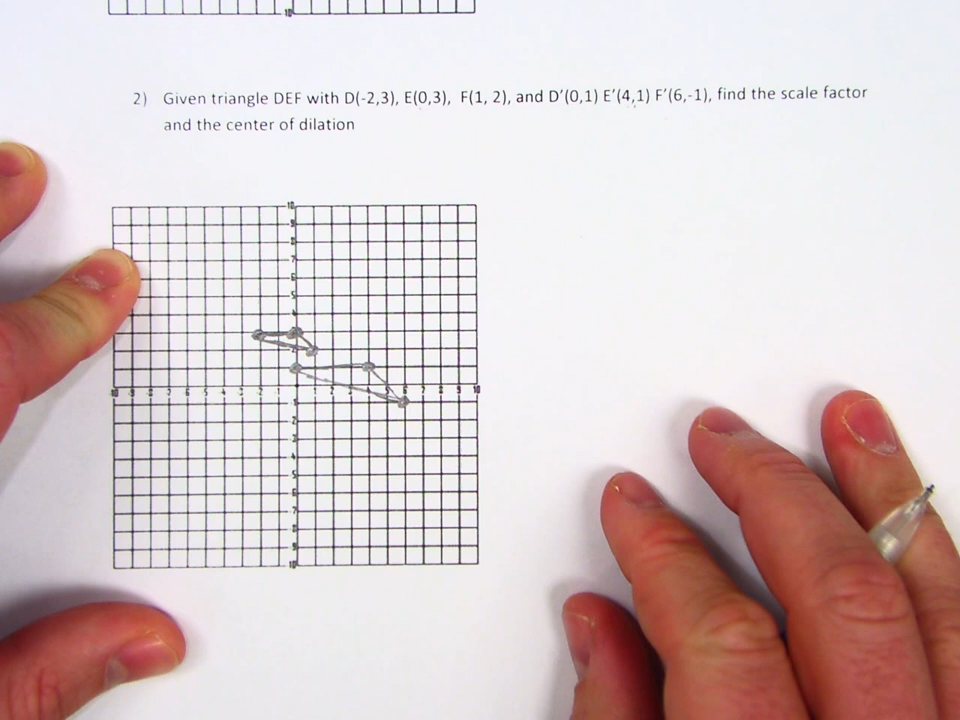 10
2) Given triangle DEF with D(-2,3), E(0,3), F(1, 2), and D'(0,1) E'(4,1) F'(6,-1), find the scale factor
and the center of dilation